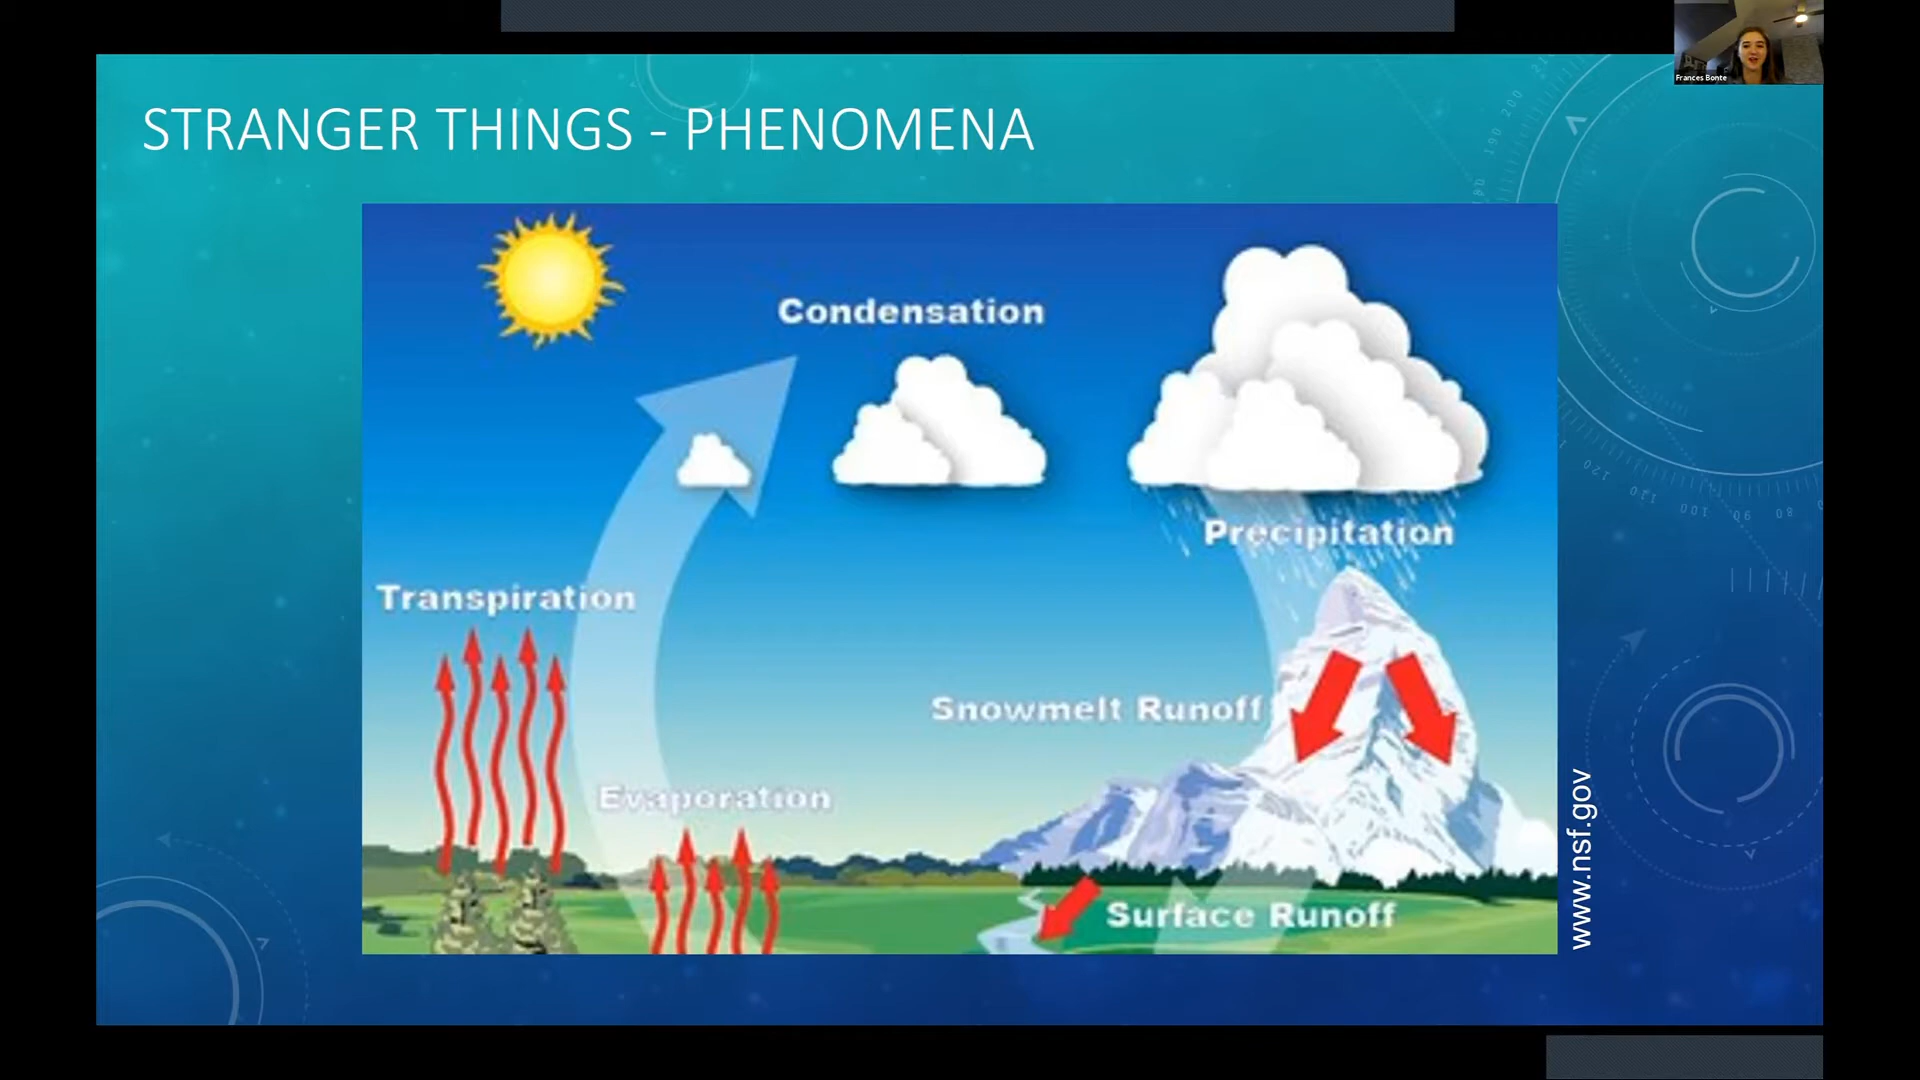 Frances Bonte
STRANGER THINGS - PHENOMENA
Condensation
Precipitation
Transpiration
Snowmelt Runoff
Evaporation
Surface Runoff
www.nsf.gov